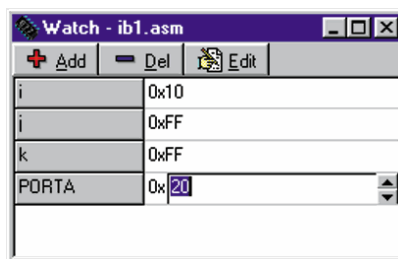 Watch - ib1.asm
Add Del Edit
i 0x10
j 0xFF
k 0xFF
PORTA 0x 20